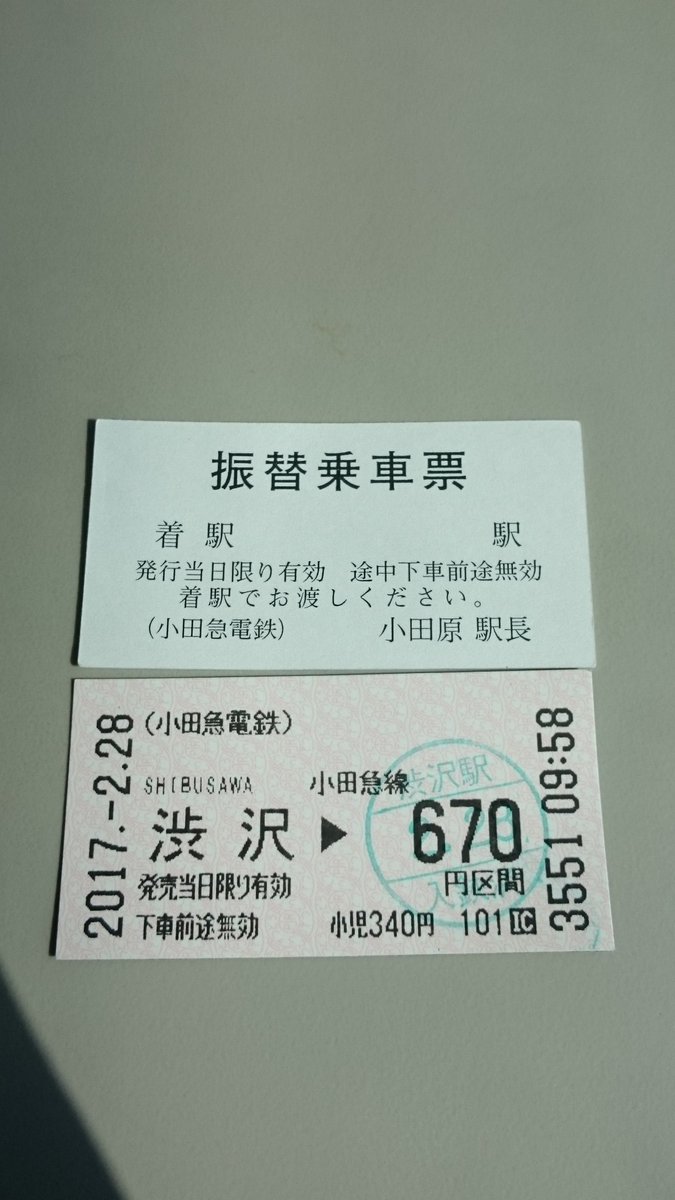 振替乗車票
着駅 駅
発行当日限り有効 途中下車前途無効
着駅でお渡しください。
(小田急電鉄) 小田原 駅長
2017.-2.28
(小田急電鉄)
SHIBUSAWA 小田急線
渋沢 ▶ 670
発売当日限り有効 円区間
下車前途無効 小児340円 101 IC
3551 09:58
渋沢駅